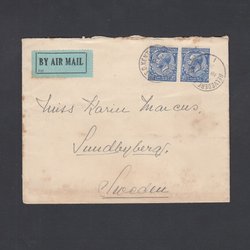 BY AIR MAIL
Miss Karin Marcus,
Sundbyberg,
Sweden